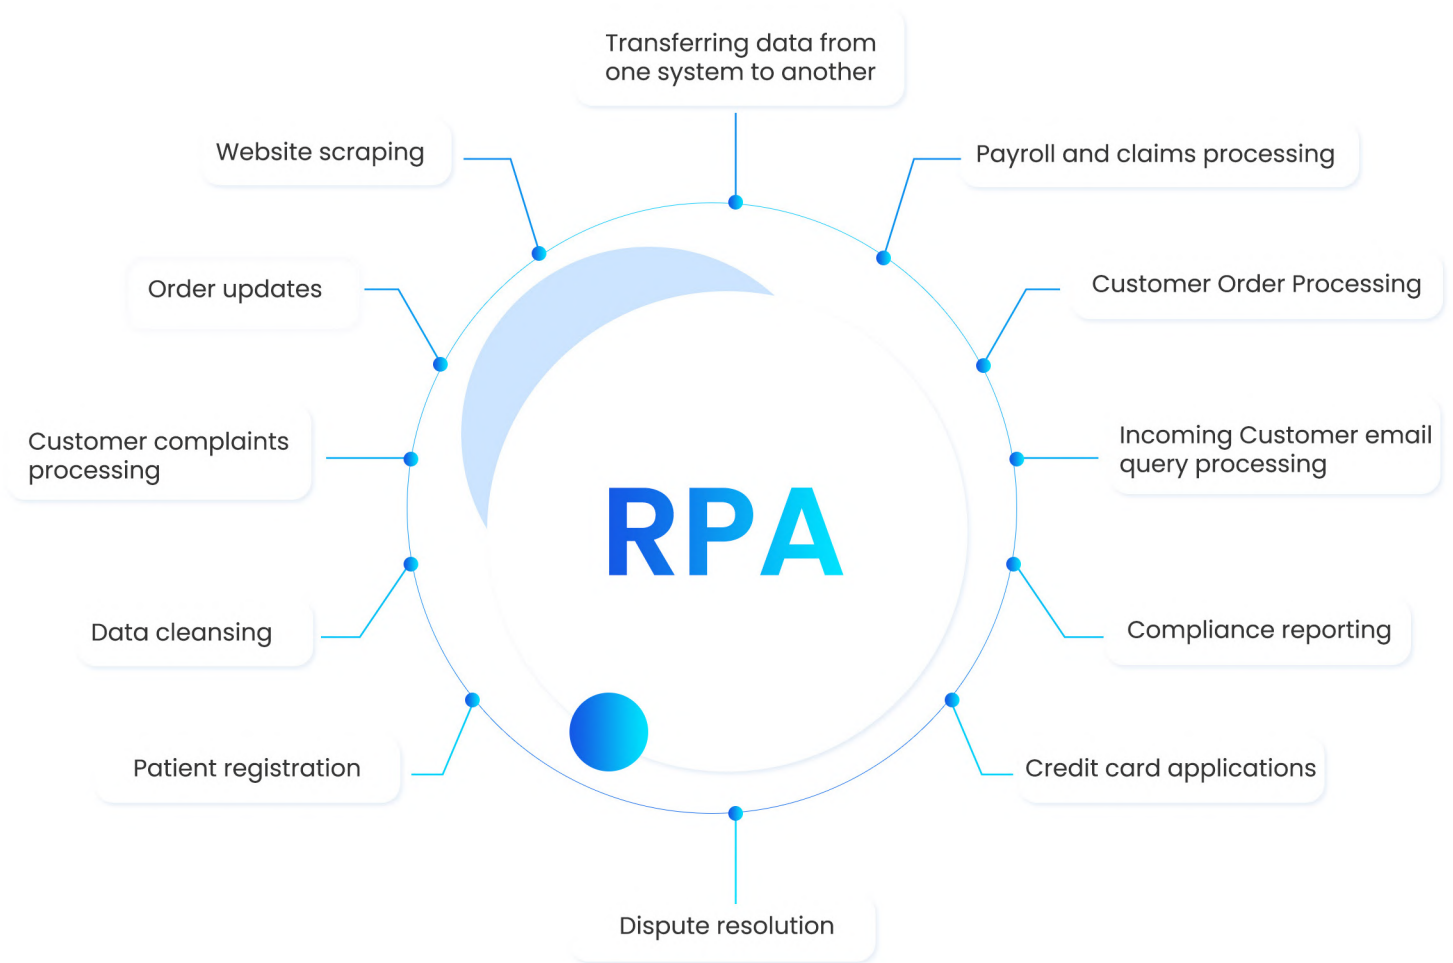 Transferring data from
one system to another
Website scraping
Payroll and claims processing
Order updates
Customer Order Processing
Customer complaints
processing
Incoming Customer email
query processing
RPA
Data cleansing
Compliance reporting
Patient registration
Credit card applications
Dispute resolution